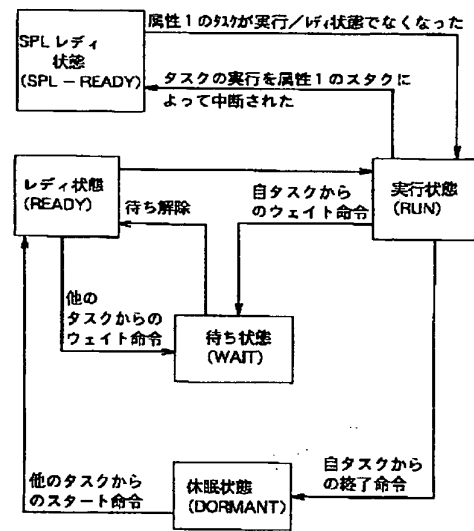 属性1のタスクが実行/レディ状態でなくなった
SPLレディ
状態
(SPL-READY)
タスクの実行を属性1のスタクに
よって中断された
レディ状態
(READY)
待ち解除
自タスクから
のウェイト命令
実行状態
(RUN)
他の
タスクからの
ウェイト命令
待ち状態
(WAIT)
他のタスクから
のスタート命令
休眠状態
(DORMANT)
自タスクから
の終了命令